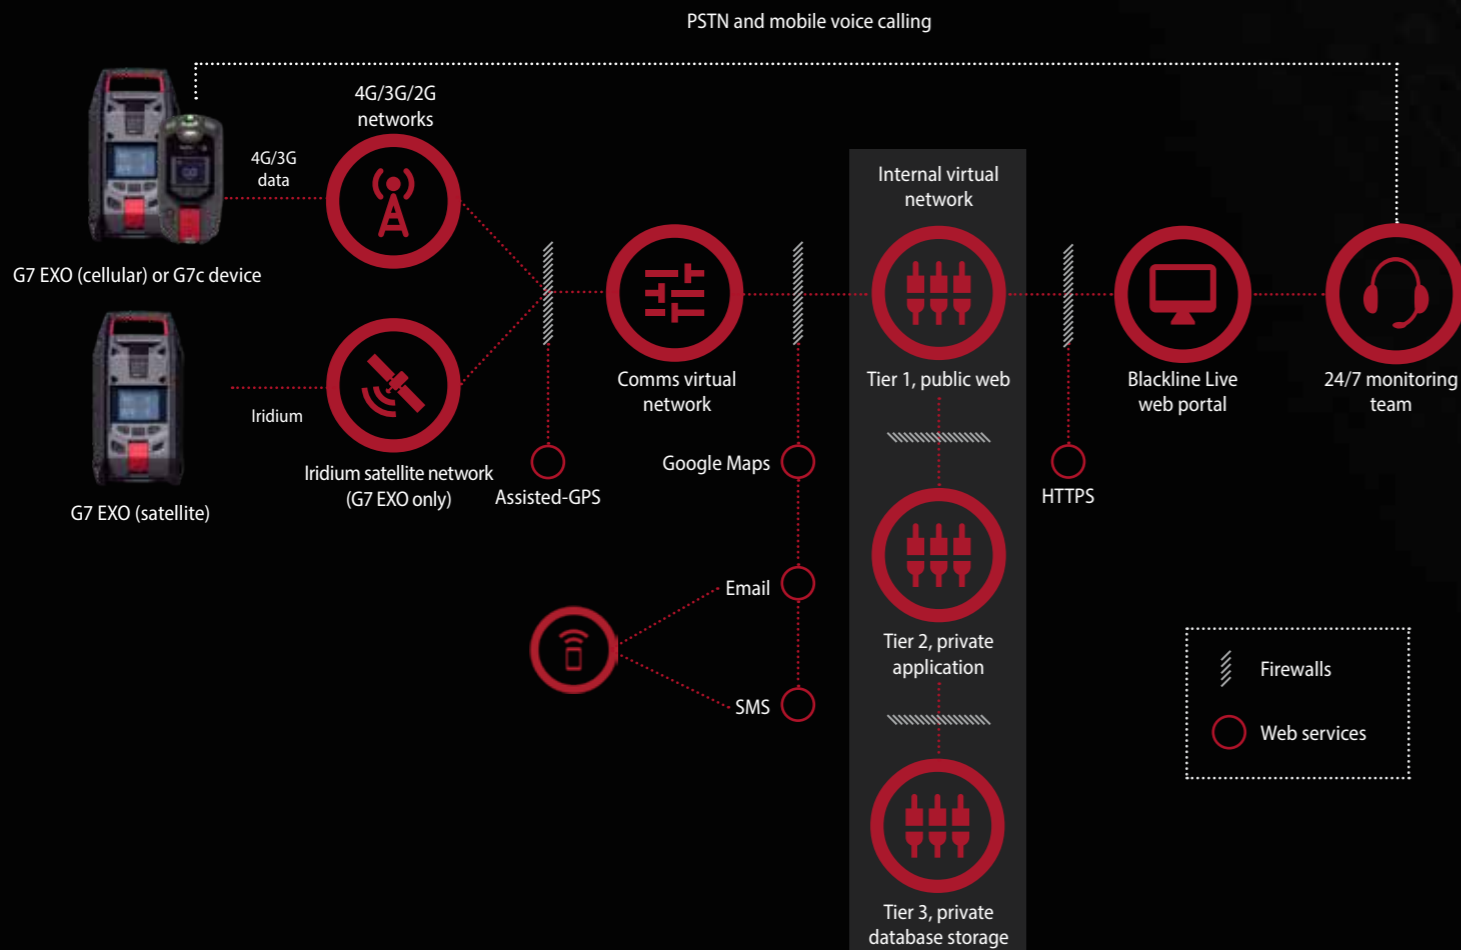 PSTN and mobile voice calling
4G/3G/2G
networks
4G/3G
data
G7 EXO (cellular) or G7c device
Internal virtual
network
Iridium
Iridium satellite network
(G7 EXO only)
G7 EXO (satellite)
Assisted-GPS
Comms virtual
network
Google Maps
Email
SMS
Tier 1, public web
Tier 2, private
application
Tier 3, private
database storage
HTTPS
Blackline Live
web portal
24/7 monitoring
team
Firewalls
Web services